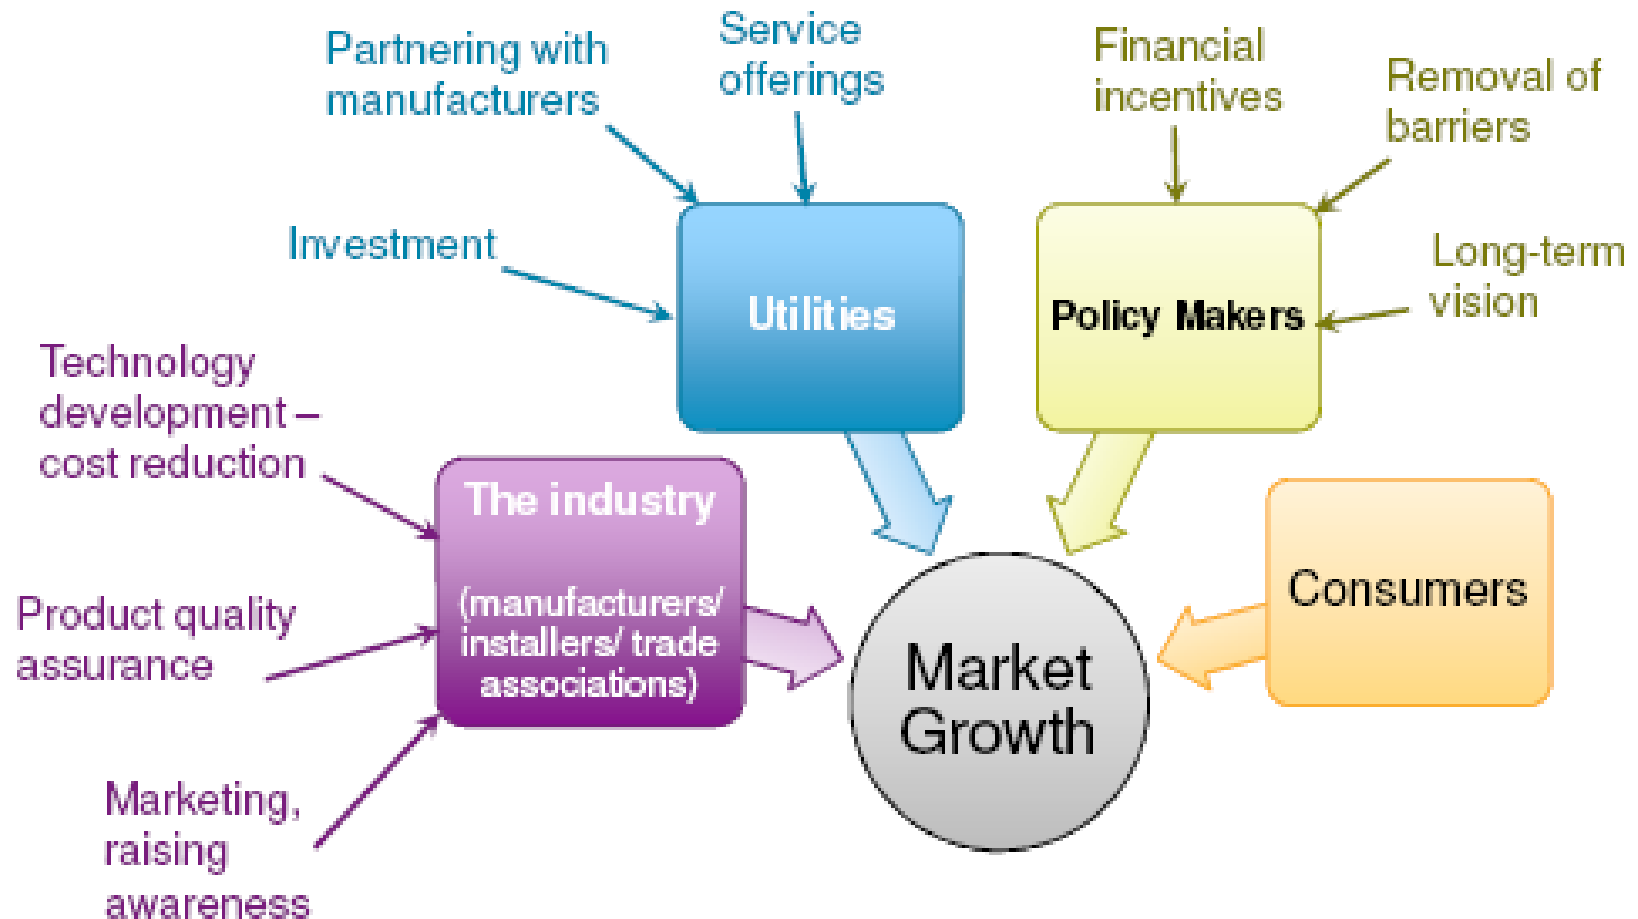 Partnering with
manufacturers
Service
offerings
Financial
incentives
Removal of
barriers
Investment
Long-term
vision
Utilities
Policy Makers
Technology
development –
cost reduction
The industry
(manufacturers/
installers/ trade
associations)
Product quality
assurance
Marketing,
raising
awareness
Market
Growth
Consumers